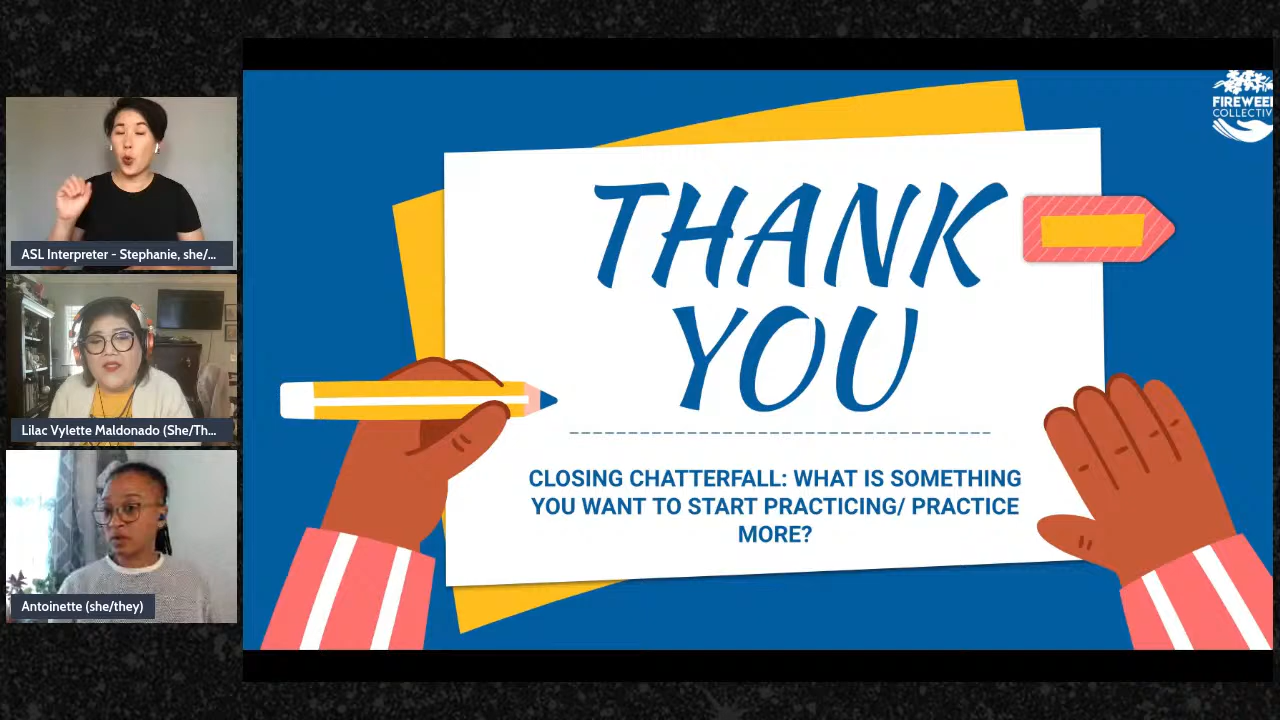 ASL Interpreter - Stephanie, she/...
Lilac Vylette Maldonado (She/Th...
Antoinette (she/they)
FIREWEE
COLLECTIV
THANK
YOU
CLOSING CHATTERFALL: WHAT IS SOMETHING
YOU WANT TO START PRACTICING/ PRACTICE
MORE?